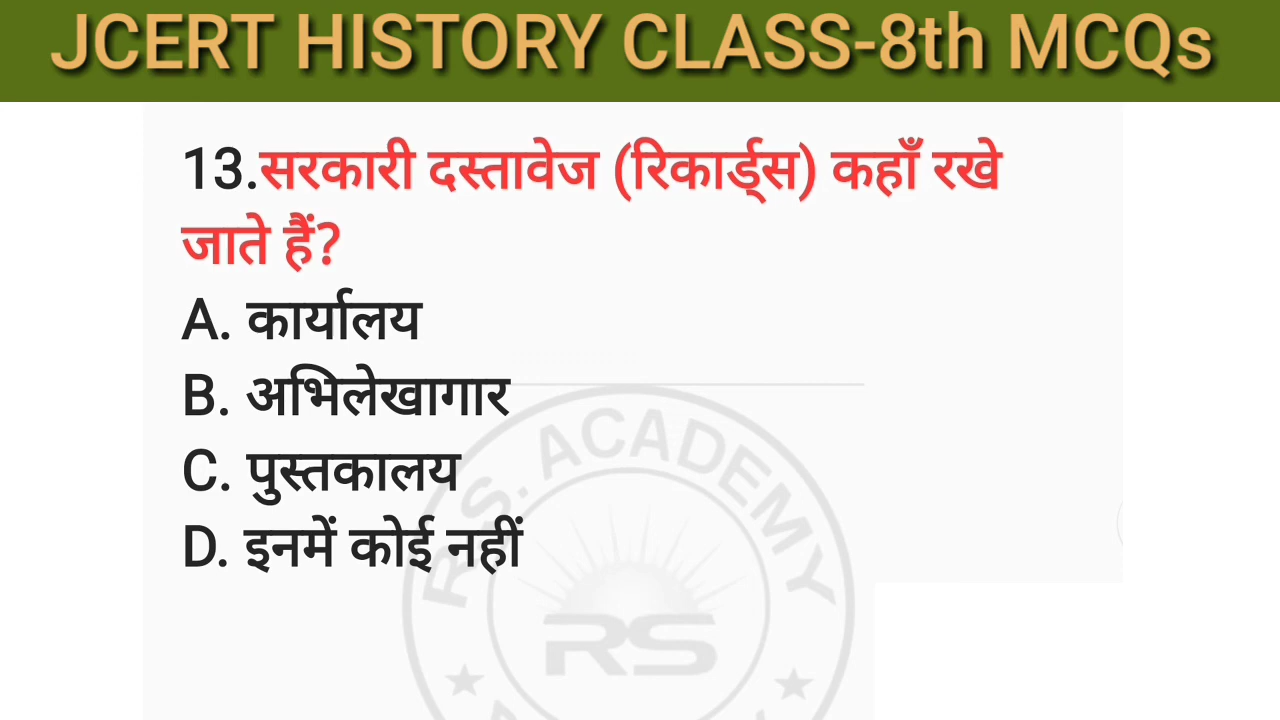 JCERT HISTORY CLASS-8th MCQs
13.सरकारी दस्तावेज (रिकार्ड्स) कहाँ रखे
जाते हैं?
A. कार्यालय
B. अभिलेखागार
C. पुस्तकालय
D. इनमें कोई नहीं
RS. ACADEMY
RS